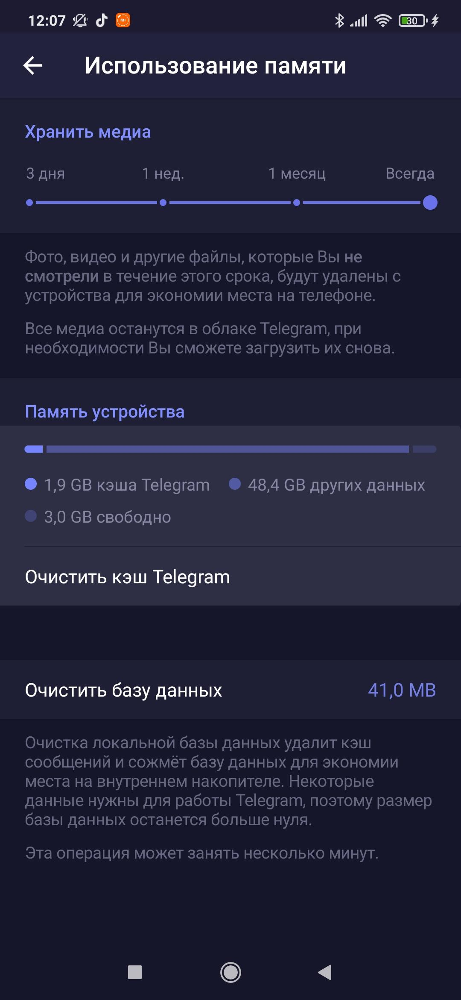 12:07
30
Использование памяти
Хранить медиа
3 дня 1 нед. 1 месяц Всегда
Фото, видео и другие файлы, которые Вы не
смотрели в течение этого срока, будут удалены с
устройства для экономии места на телефоне.
Все медиа останутся в облаке Telegram, при
необходимости Вы сможете загрузить их снова.
Память устройства
1,9 GB кэша Telegram 48,4 GB других данных
3,0 GB свободно
Очистить кэш Telegram
Очистить базу данных 41,0 MB
Очистка локальной базы данных удалит кэш
сообщений и сожмёт базу данных для экономии
места на внутреннем накопителе. Некоторые
данные нужны для работы Telegram, поэтому размер
базы данных останется больше нуля.
Эта операция может занять несколько минут.